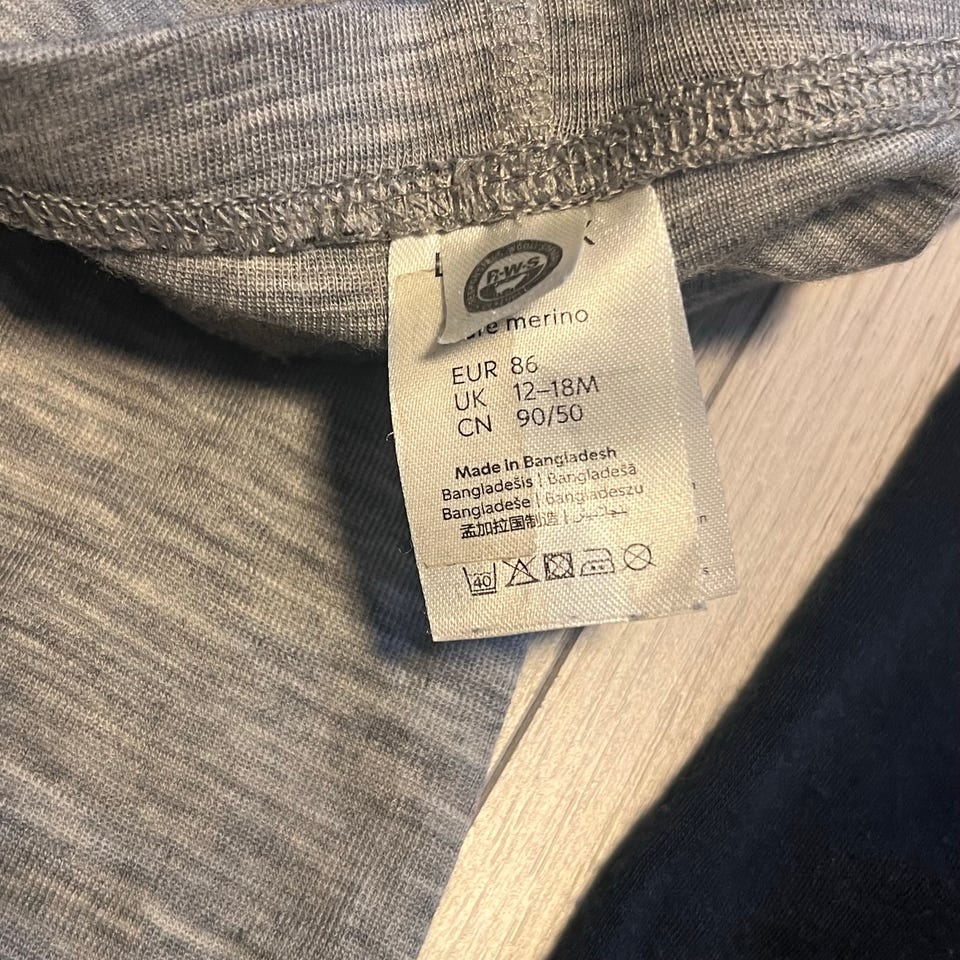 R·W·S
merino
EUR 86
UK 12–18M
CN 90/50
Made in Bangladesh
Bangladešis | Bangladešā
Bangladeše | Bangladeszu
孟加拉国制造 |
40